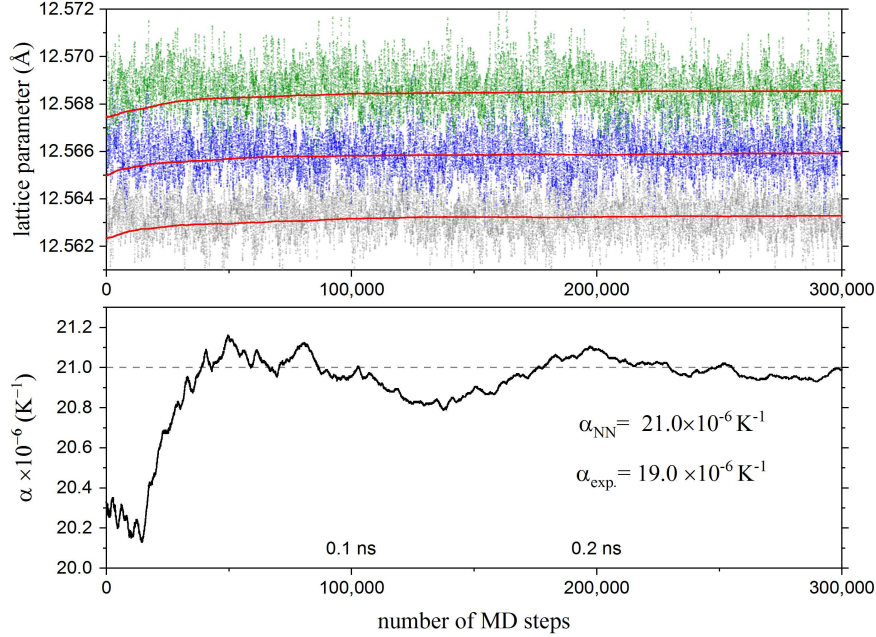 lattice parameter (Å)
12.572
12.570
12.568
12.566
12.564
12.562
0 100,000 200,000 300,000
α ×10⁻⁶ (K⁻¹)
21.2
21.0
20.8
20.6
20.4
20.2
20.0
α_NN= 21.0×10⁻⁶ K⁻¹
α_exp.= 19.0 ×10⁻⁶ K⁻¹
0.1 ns 0.2 ns
0 100,000 200,000 300,000
number of MD steps